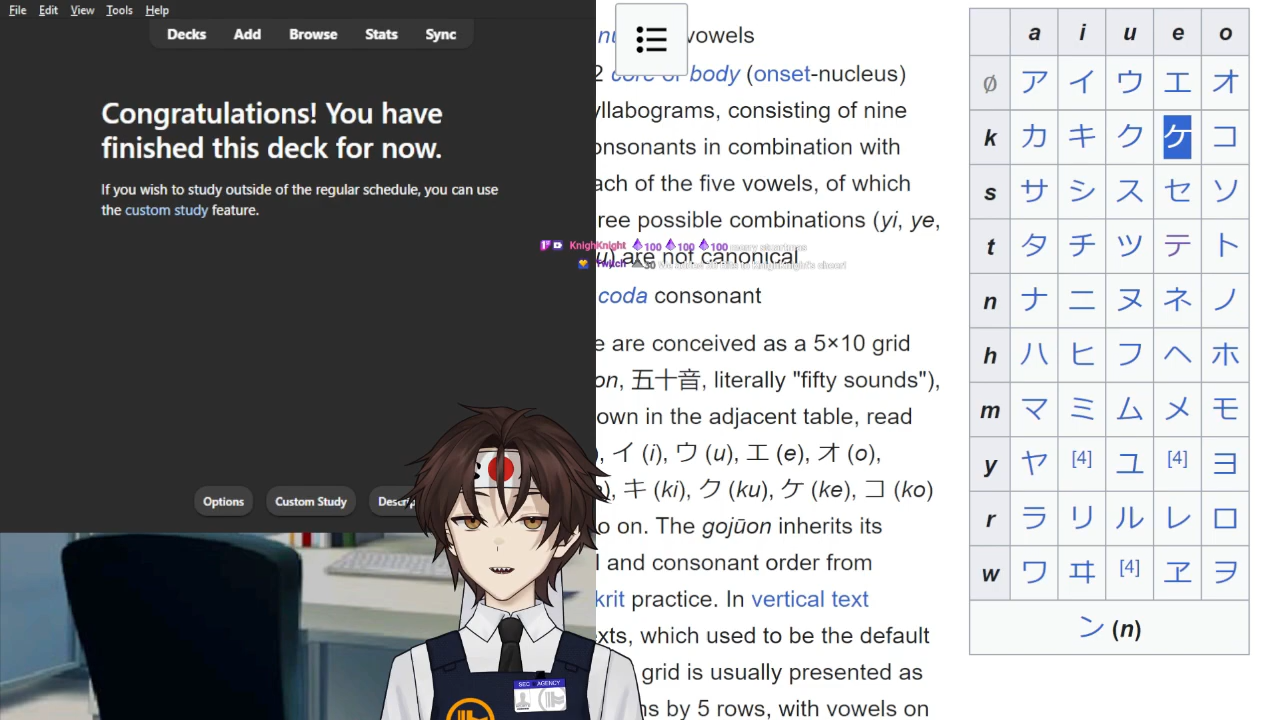 File Edit View Tools Help
Decks Add Browse Stats Sync
Congratulations! You have
finished this deck for now.
If you wish to study outside of the regular schedule, you can use
the custom study feature.
Options Custom Study
vowels
core or body (onset-nucleus)
consisting of nine
in combination with
of the five vowels, of which
possible combinations (yi, ye,
are not canonical
coda consonant
are conceived as a 5×10 grid
五十音, literally "fifty sounds"),
in the adjacent table, read
イ (i), ウ (u), エ (e), オ (o),
キ (ki), ク (ku), ケ (ke), コ (ko)
on. The gojūon inherits its
and consonant order from
practice. In vertical text
which used to be the default
grid is usually presented as
by 5 rows, with vowels on
KnighKnight 100 100 100
Twitch 30
a i u e o
∅ ア イ ウ エ オ
k カ キ ク ケ コ
s サ シ ス セ ソ
t タ チ ツ テ ト
n ナ ニ ヌ ネ ノ
h ハ ヒ フ ヘ ホ
m マ ミ ム メ モ
y ヤ [4] ユ [4] ヨ
r ラ リ ル レ ロ
w ワ ヰ [4] ヱ ヲ
ン (n)
SEC AGENCY